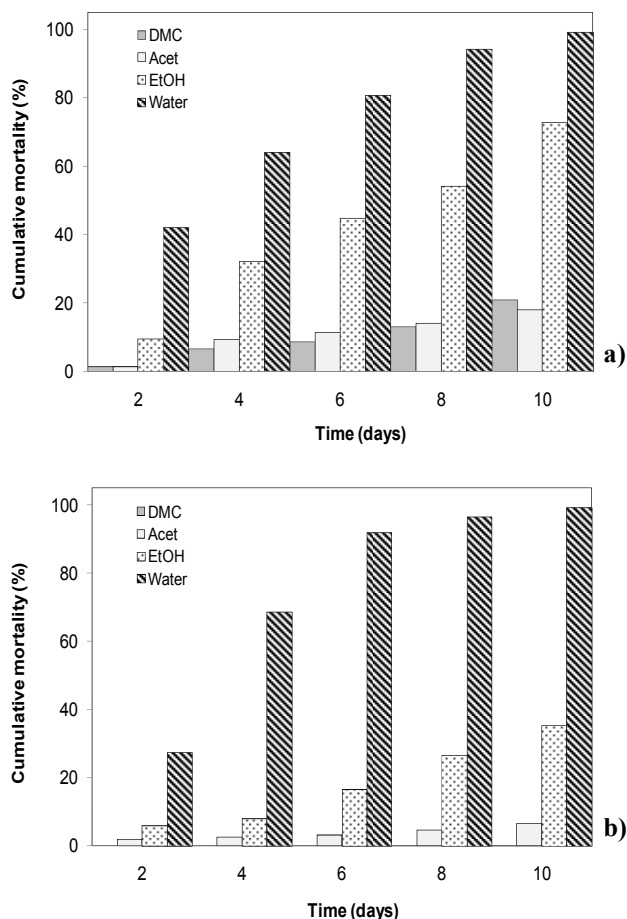 100
80
60
40
20
0
Cumulative mortality (%)
DMC
Acet
EtOH
Water
2 4 6 8 10
Time (days)
a)
100
80
60
40
20
0
Cumulative mortality (%)
DMC
Acet
EtOH
Water
2 4 6 8 10
Time (days)
b)